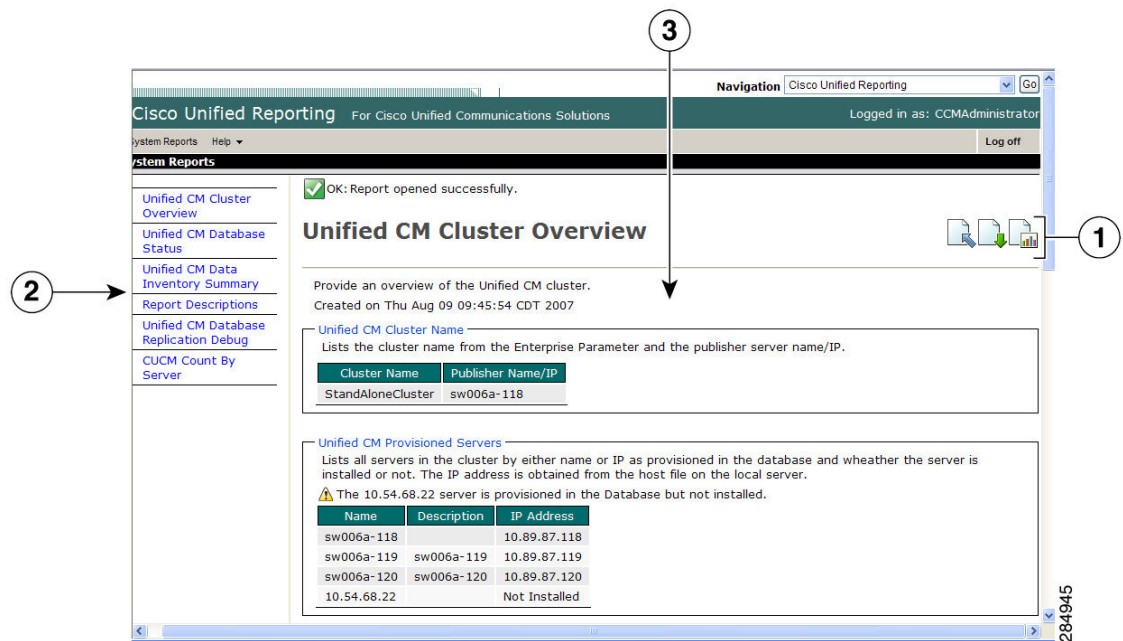 3
Navigation Cisco Unified Reporting Go
Cisco Unified Reporting For Cisco Unified Communications Solutions Logged in as: CCMAdministrator
System Reports Help Log off
ystem Reports
OK: Report opened successfully.
Unified CM Cluster
Overview
Unified CM Database
Status
Unified CM Data
Inventory Summary
Report Descriptions
Unified CM Database
Replication Debug
CUCM Count By
Server
2
Unified CM Cluster Overview
1
Provide an overview of the Unified CM cluster.
Created on Thu Aug 09 09:45:54 CDT 2007
Unified CM Cluster Name
Lists the cluster name from the Enterprise Parameter and the publisher server name/IP.
Cluster Name Publisher Name/IP
StandAloneCluster sw006a-118
Unified CM Provisioned Servers
Lists all servers in the cluster by either name or IP as provisioned in the database and wheather the server is
installed or not. The IP address is obtained from the host file on the local server.
The 10.54.68.22 server is provisioned in the Database but not installed.
Name Description IP Address
sw006a-118 10.89.87.118
sw006a-119 sw006a-119 10.89.87.119
sw006a-120 sw006a-120 10.89.87.120
10.54.68.22 Not Installed
284945